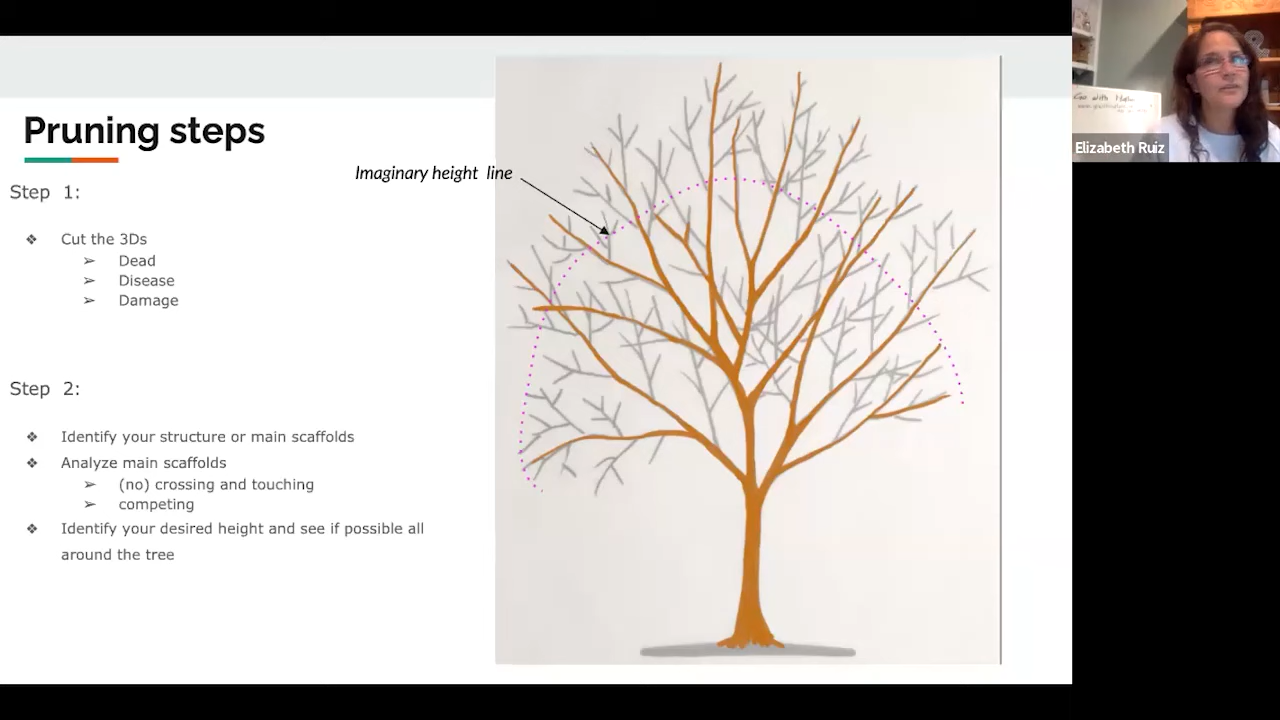 Pruning steps
Imaginary height line
Step 1:
❖ Cut the 3Ds
➢ Dead
➢ Disease
➢ Damage
Step 2:
❖ Identify your structure or main scaffolds
❖ Analyze main scaffolds
➢ (no) crossing and touching
➢ competing
❖ Identify your desired height and see if possible all
around the tree
&
with
Elizabeth Ruiz